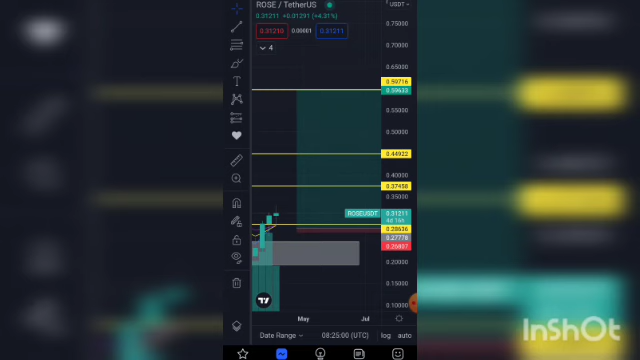 ROSE / TetherUS
USDT
0.31211 +0.01291 (+4.31%)
0.31210 0.00001 0.31211
4
0.75000
0.70000
0.65000
0.59716
0.59633
0.55000
0.50000
0.44922
0.40000
0.37458
0.35000
ROSEUSDT 0.31211
4d 16h
0.28636
0.27778
0.26887
0.20000
0.15000
0.10000
May Jul
Date Range 08:25:00 (UTC) log auto
InShOt